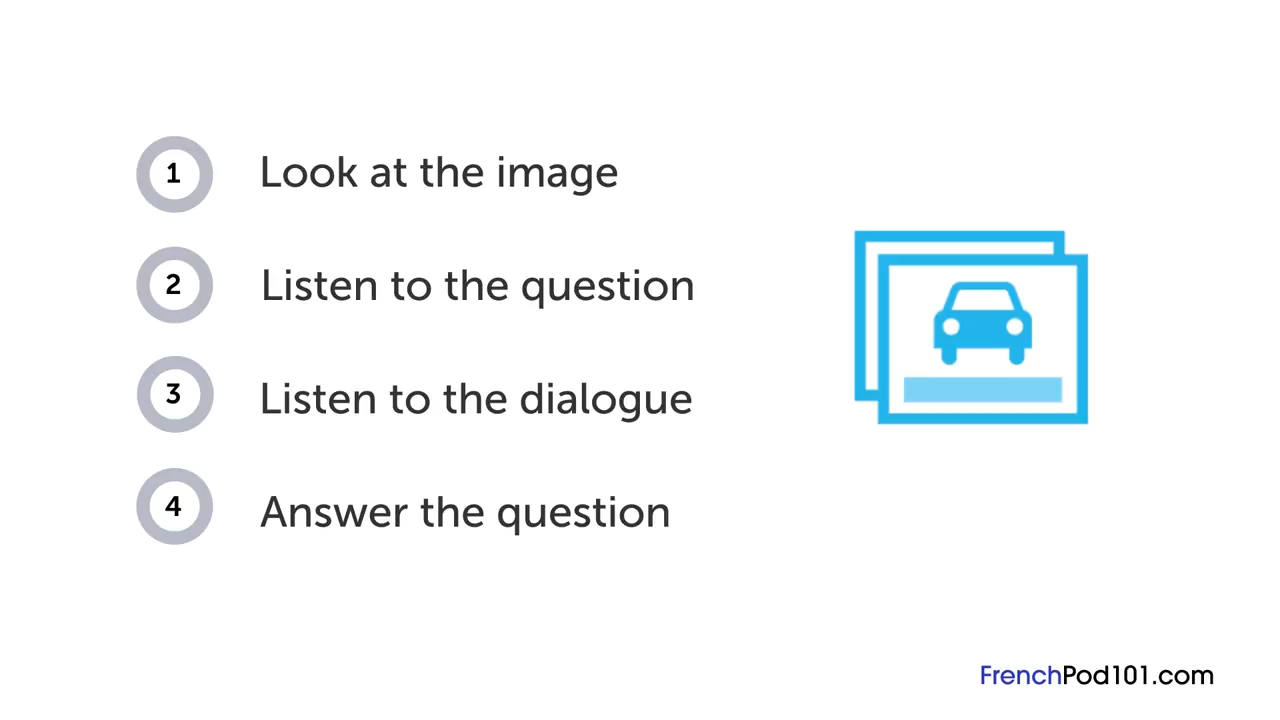 1 Look at the image
2 Listen to the question
3 Listen to the dialogue
4 Answer the question
FrenchPod101.com